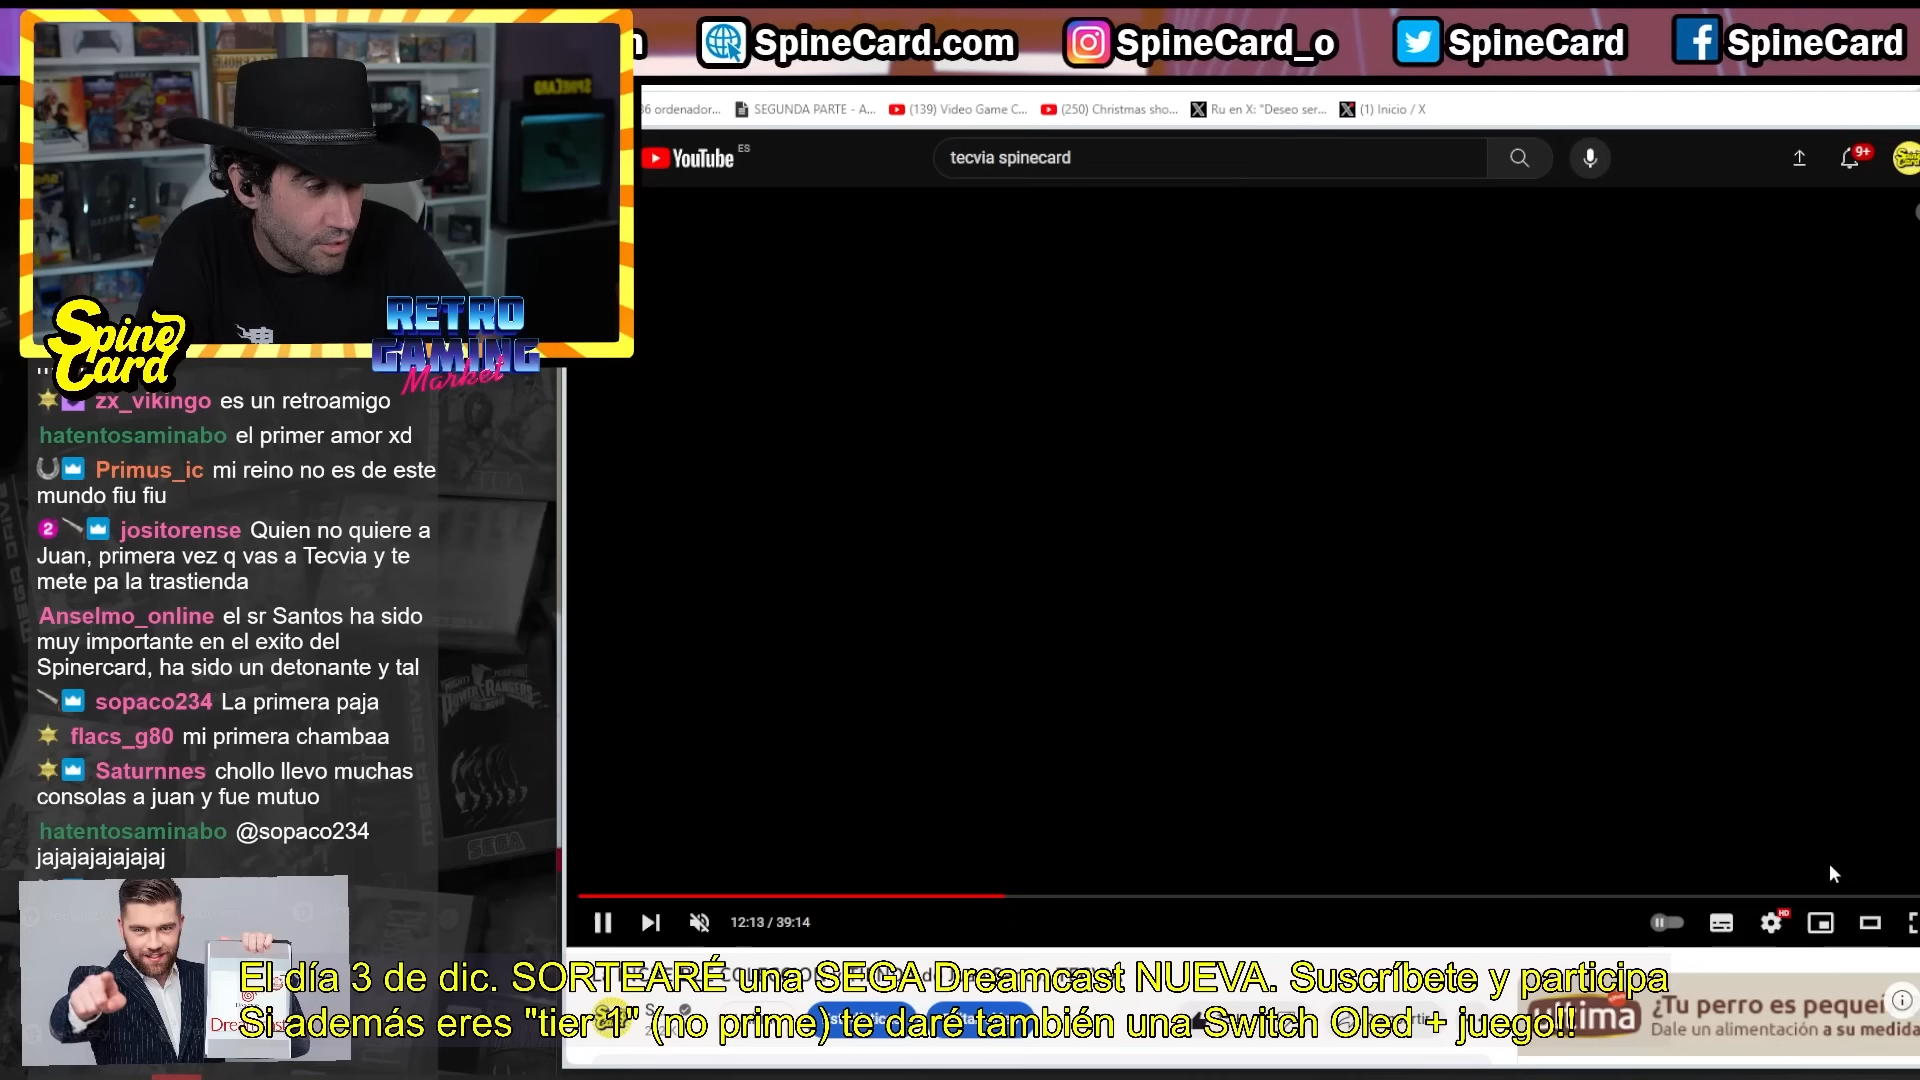 SpineCard.com
SpineCard_o
SpineCard
SpineCard
ordenador...
SEGUNDA PARTE - A...
(139) Video Game C...
(250) Christmas sho...
Ru en X: "Deseo ser...
(1) Inicio / X
YouTube ES
tecvia spinecard
9+
Spine Card
RETRO GAMING Market
zx_vikingo es un retroamigo
hatentosaminabo el primer amor xd
Primus_ic mi reino no es de este
mundo fiu fiu
2 jositorense Quien no quiere a
Juan, primera vez q vas a Tecvia y te
mete pa la trastienda
Anselmo_online el sr Santos ha sido
muy importante en el exito del
Spinercard, ha sido un detonante y tal
sopaco234 La primera paja
flacs_g80 mi primera chambaa
Saturnnes chollo llevo muchas
consolas a juan y fue mutuo
hatentosaminabo @sopaco234
jajajajajajajaj
12:13 / 39:14
HD
El día 3 de dic. SORTEARÉ una SEGA Dreamcast NUEVA. Suscríbete y participa
Si además eres "tier 1" (no prime) te daré también una Switch Oled + juego!!
¿Tu perro es peque
Dale un alimentación a su medida